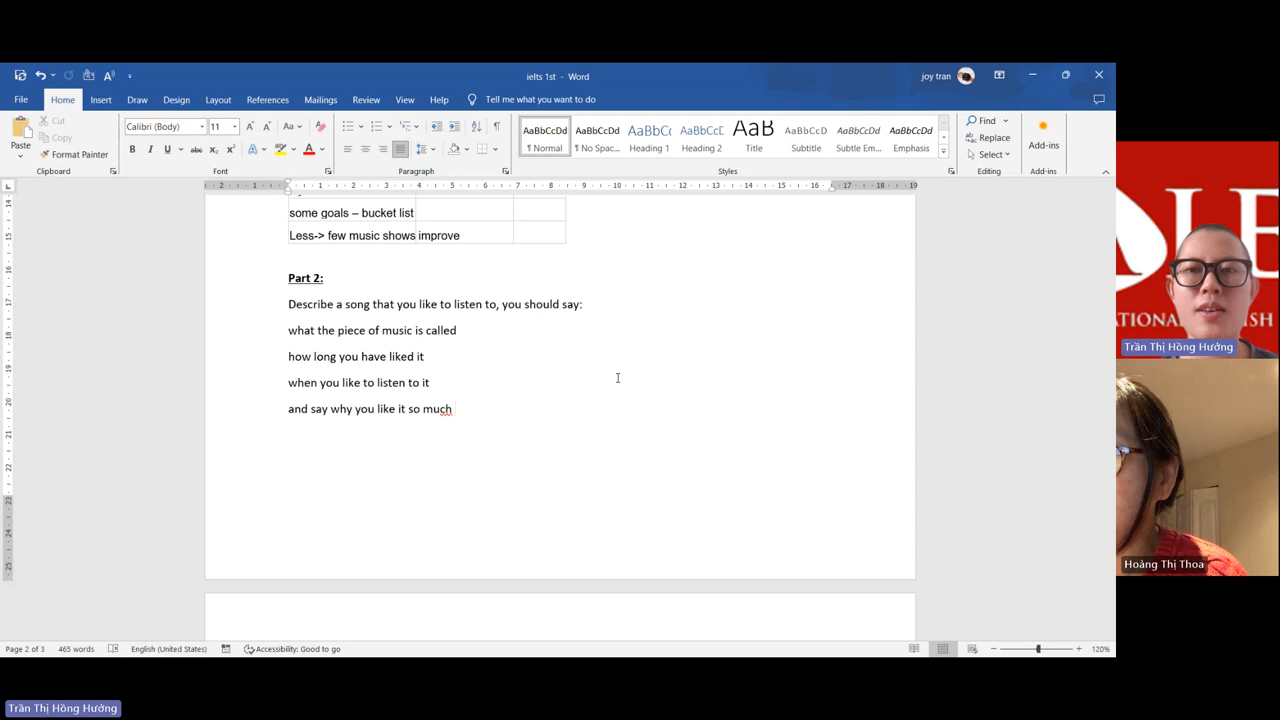 ielts 1st - Word
joy tran
File Home Insert Draw Design Layout References Mailings Review View Help Tell me what you want to do
Paste
Cut
Copy
Format Painter
Clipboard
Calibri (Body) 11
Font
Paragraph
AaBbCcDd AaBbCcDd AaBbC( AaBbCcD AaB AaBbCcD AaBbCcDd AaBbCcDd
¶ Normal ¶ No Spac... Heading 1 Heading 2 Title Subtitle Subtle Em... Emphasis
Styles
Find
Replace
Select
Editing
Add-ins
Add-ins
some goals – bucket list
Less-> few music shows improve
Part 2:
Describe a song that you like to listen to, you should say:
what the piece of music is called
how long you have liked it
when you like to listen to it
and say why you like it so much
Page 2 of 3 465 words English (United States) Accessibility: Good to go 120%
Trần Thị Hồng Hưởng
Hoàng Thị Thoa
Trần Thị Hồng Hưởng